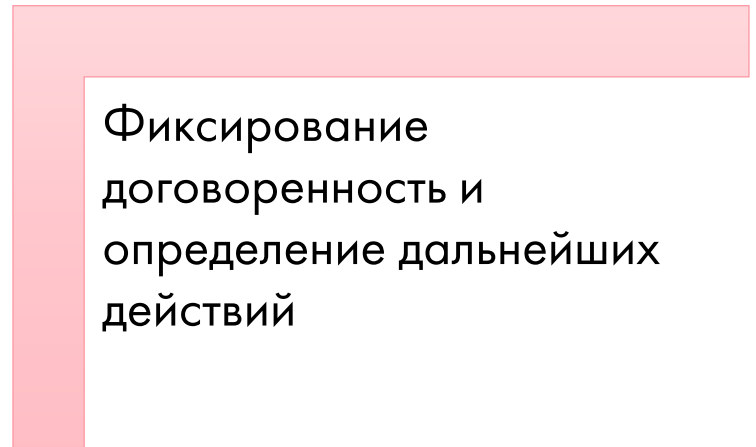 Фиксирование
договоренность и
определение дальнейших
действий